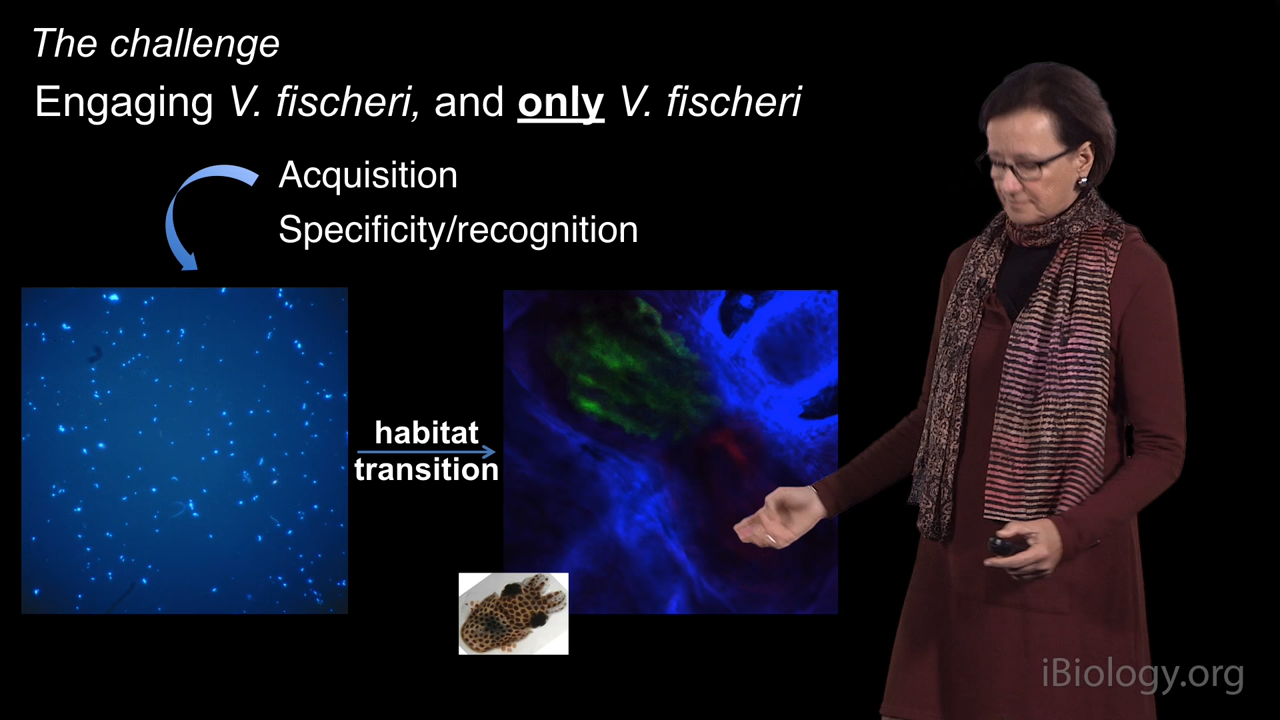 The challenge
Engaging V. fischeri, and only V. fischeri
Acquisition
Specificity/recognition
habitat
transition
iBiology.org